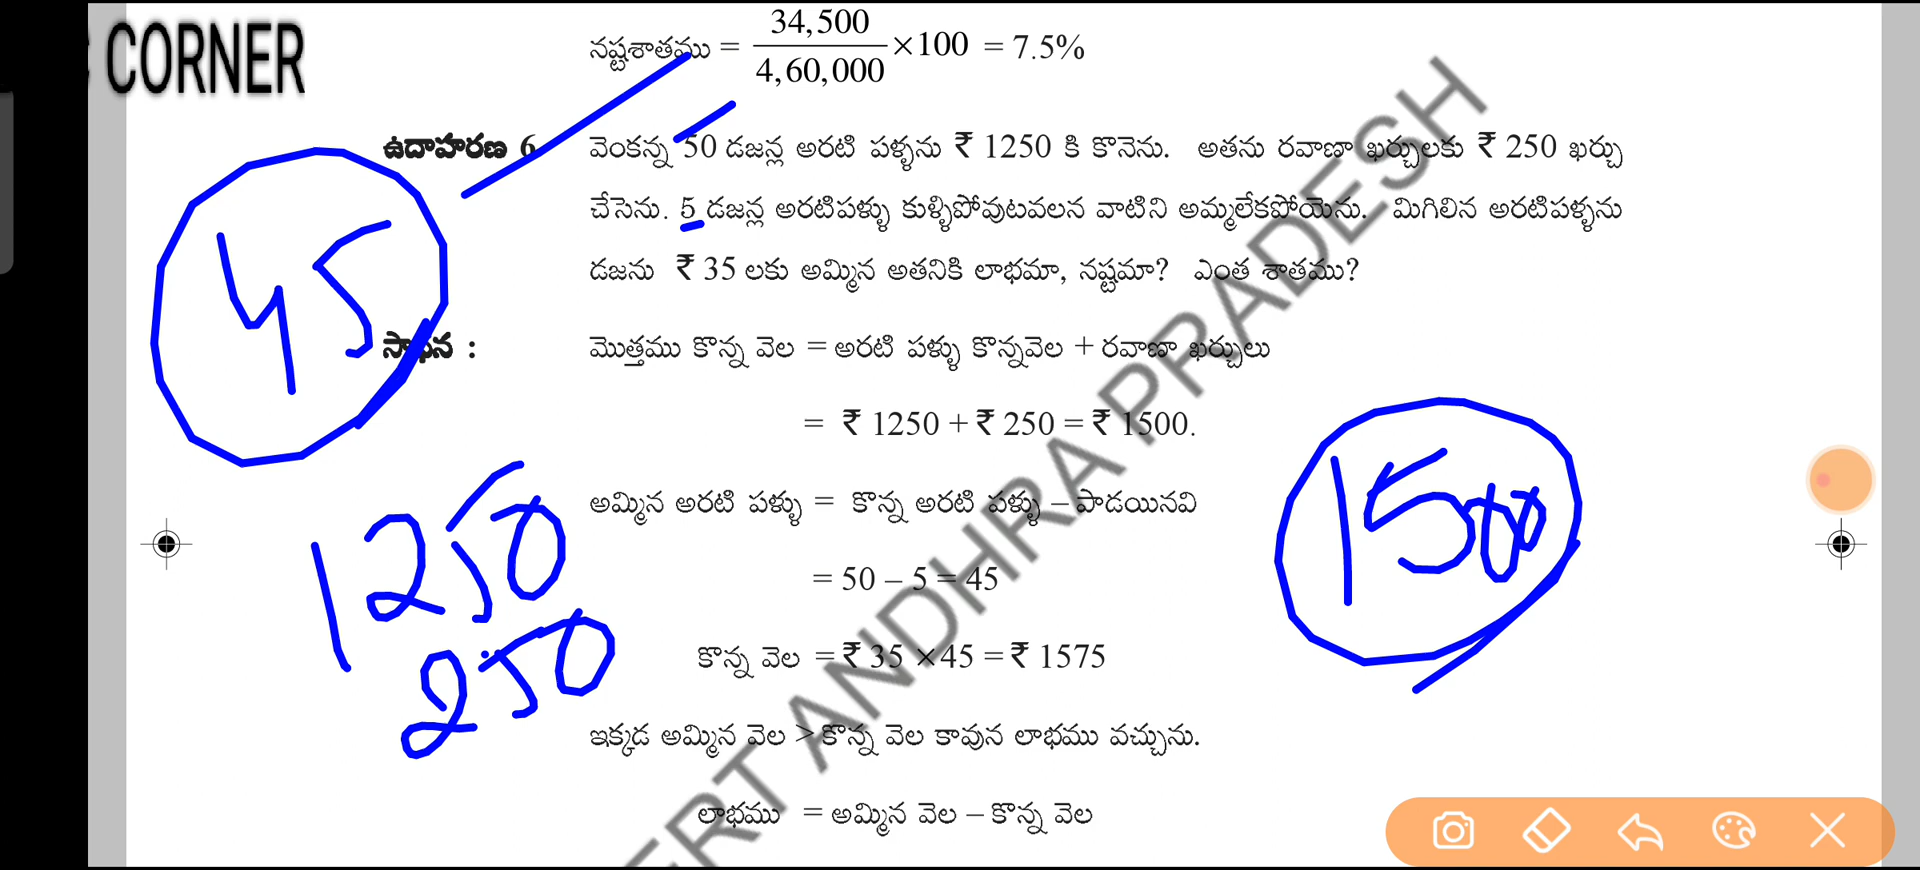 CORNER
నష్టశాతము = 34,500 / 4,60,000 ×100 = 7.5%
ఉదాహరణ 6 వెంకన్న 50 డజన్ల అరటి పళ్ళను ₹ 1250 కి కొనెను. అతను రవాణా ఖర్చులకు ₹ 250 ఖర్చు
చేసెను. 5 డజన్ల అరటిపళ్ళు కుళ్ళిపోవుటవలన వాటిని అమ్మలేకపోయెను. మిగిలిన అరటిపళ్ళను
డజను ₹ 35 లకు అమ్మిన అతనికి లాభమా, నష్టమా? ఎంత శాతము?
45
సాధన : మొత్తము కొన్న వెల = అరటి పళ్ళు కొన్నవెల + రవాణా ఖర్చులు
= ₹ 1250 + ₹ 250 = ₹ 1500.
అమ్మిన అరటి పళ్ళు = కొన్న అరటి పళ్ళు – పాడయినవి
1250
1500
= 50 – 5 = 45
కొన్న వెల = ₹ 35 ×45 = ₹ 1575
250
ఇక్కడ అమ్మిన వెల > కొన్న వెల కావున లాభము వచ్చును.
లాభము = అమ్మిన వెల – కొన్న వెల
ERT ANDHRA PRADESH